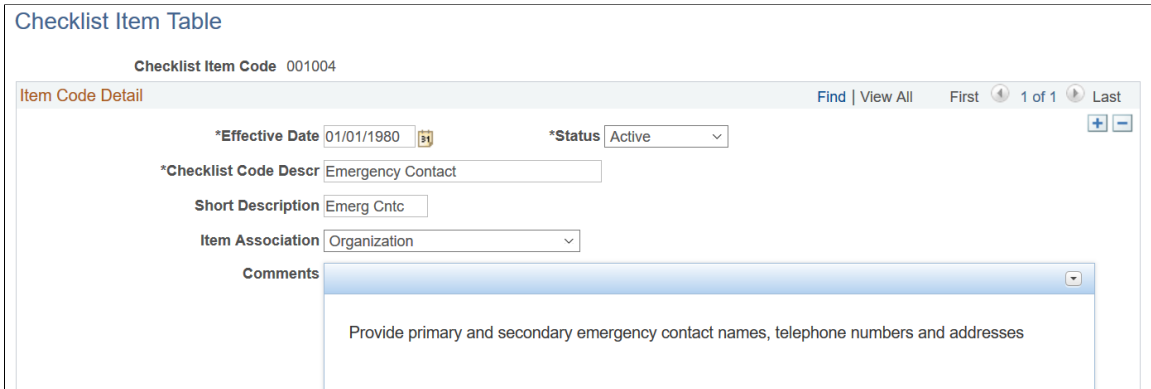 Checklist Item Table
Checklist Item Code 001004
Item Code Detail Find | View All First 1 of 1 Last
*Effective Date 01/01/1980 31 *Status Active
*Checklist Code Descr Emergency Contact
Short Description Emerg Cntc
Item Association Organization
Comments
Provide primary and secondary emergency contact names, telephone numbers and addresses